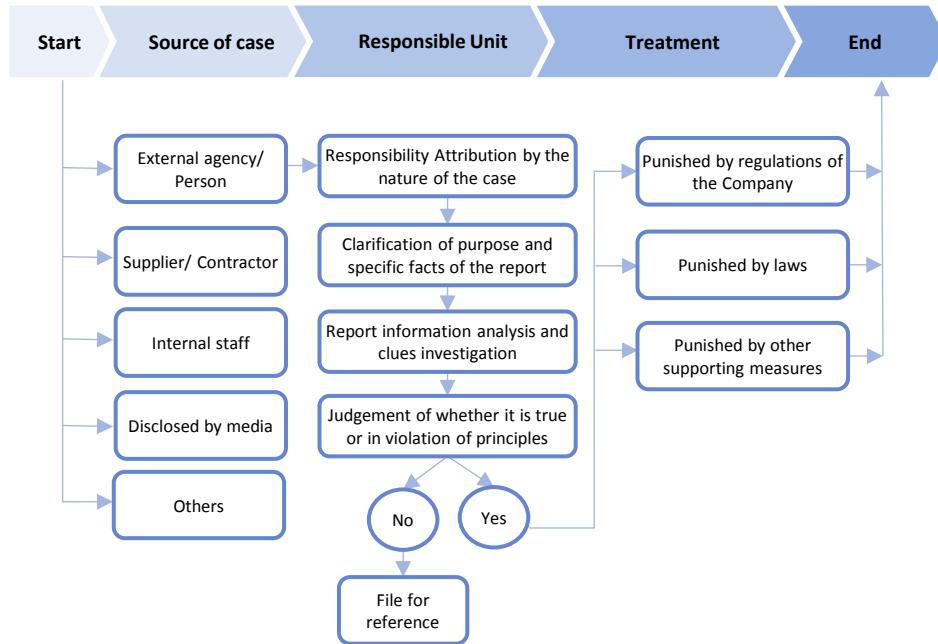 Start
Source of case
Responsible Unit
Treatment
End
External agency/
Person
Supplier/ Contractor
Internal staff
Disclosed by media
Others
Responsibility Attribution by the
nature of the case
Clarification of purpose and
specific facts of the report
Report information analysis and
clues investigation
Judgement of whether it is true
or in violation of principles
No
Yes
File for
reference
Punished by regulations of
the Company
Punished by laws
Punished by other
supporting measures